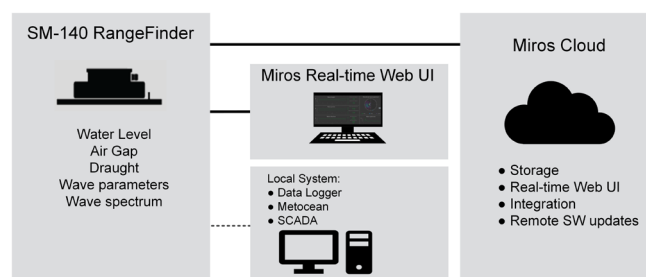 SM-140 RangeFinder
Water Level
Air Gap
Draught
Wave parameters
Wave spectrum
Miros Real-time Web UI
Local System:
● Data Logger
● Metocean
● SCADA
Miros Cloud
● Storage
● Real-time Web UI
● Integration
● Remote SW updates